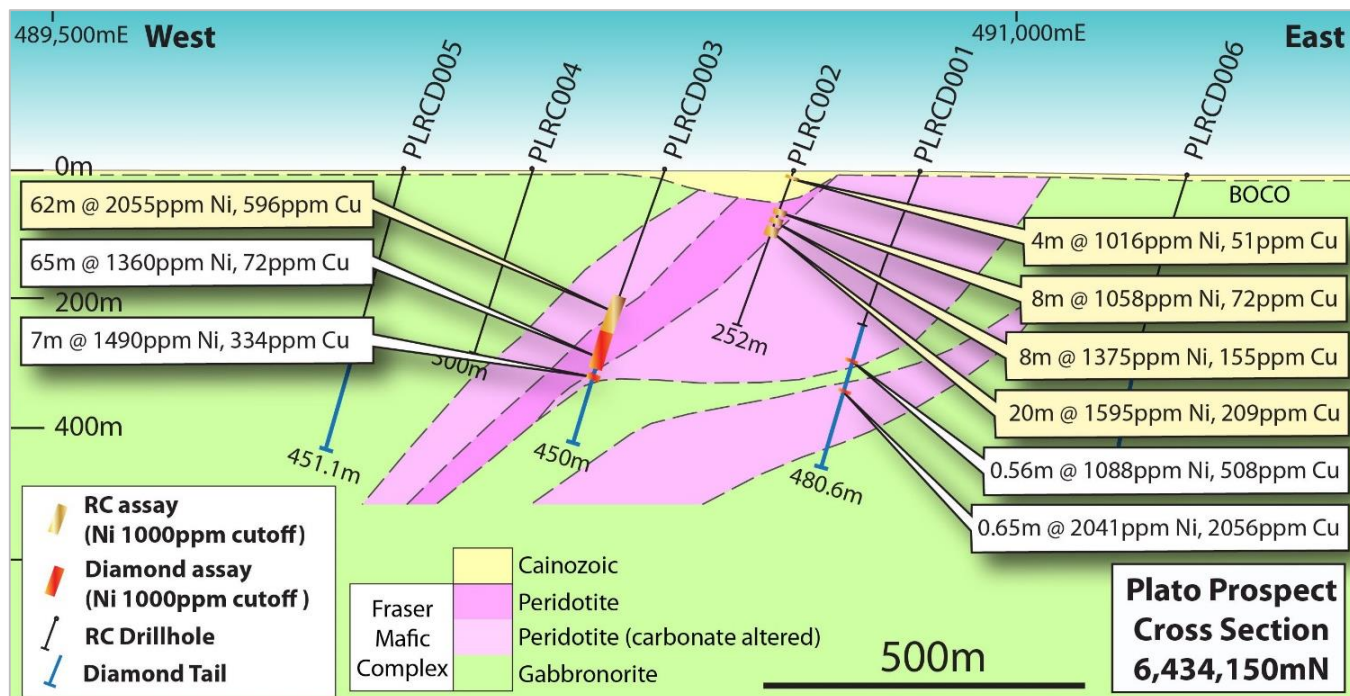 489,500mE
West
491,000mE
East
PLRCD005
PLRC004
PLRCD003
PLRC002
PLRCD001
PLRCD006
0m
BOCO
62m @ 2055ppm Ni, 596ppm Cu
65m @ 1360ppm Ni, 72ppm Cu
200m
7m @ 1490ppm Ni, 334ppm Cu
4m @ 1016ppm Ni, 51ppm Cu
8m @ 1058ppm Ni, 72ppm Cu
8m @ 1375ppm Ni, 155ppm Cu
20m @ 1595ppm Ni, 209ppm Cu
0.56m @ 1088ppm Ni, 508ppm Cu
0.65m @ 2041ppm Ni, 2056ppm Cu
252m
300m
400m
451.1m
450m
480.6m
RC assay
(Ni 1000ppm cutoff)
Diamond assay
(Ni 1000ppm cutoff )
RC Drillhole
Diamond Tail
Fraser
Mafic
Complex
Cainozoic
Peridotite
Peridotite (carbonate altered)
Gabbronorite
500m
Plato Prospect
Cross Section
6,434,150mN